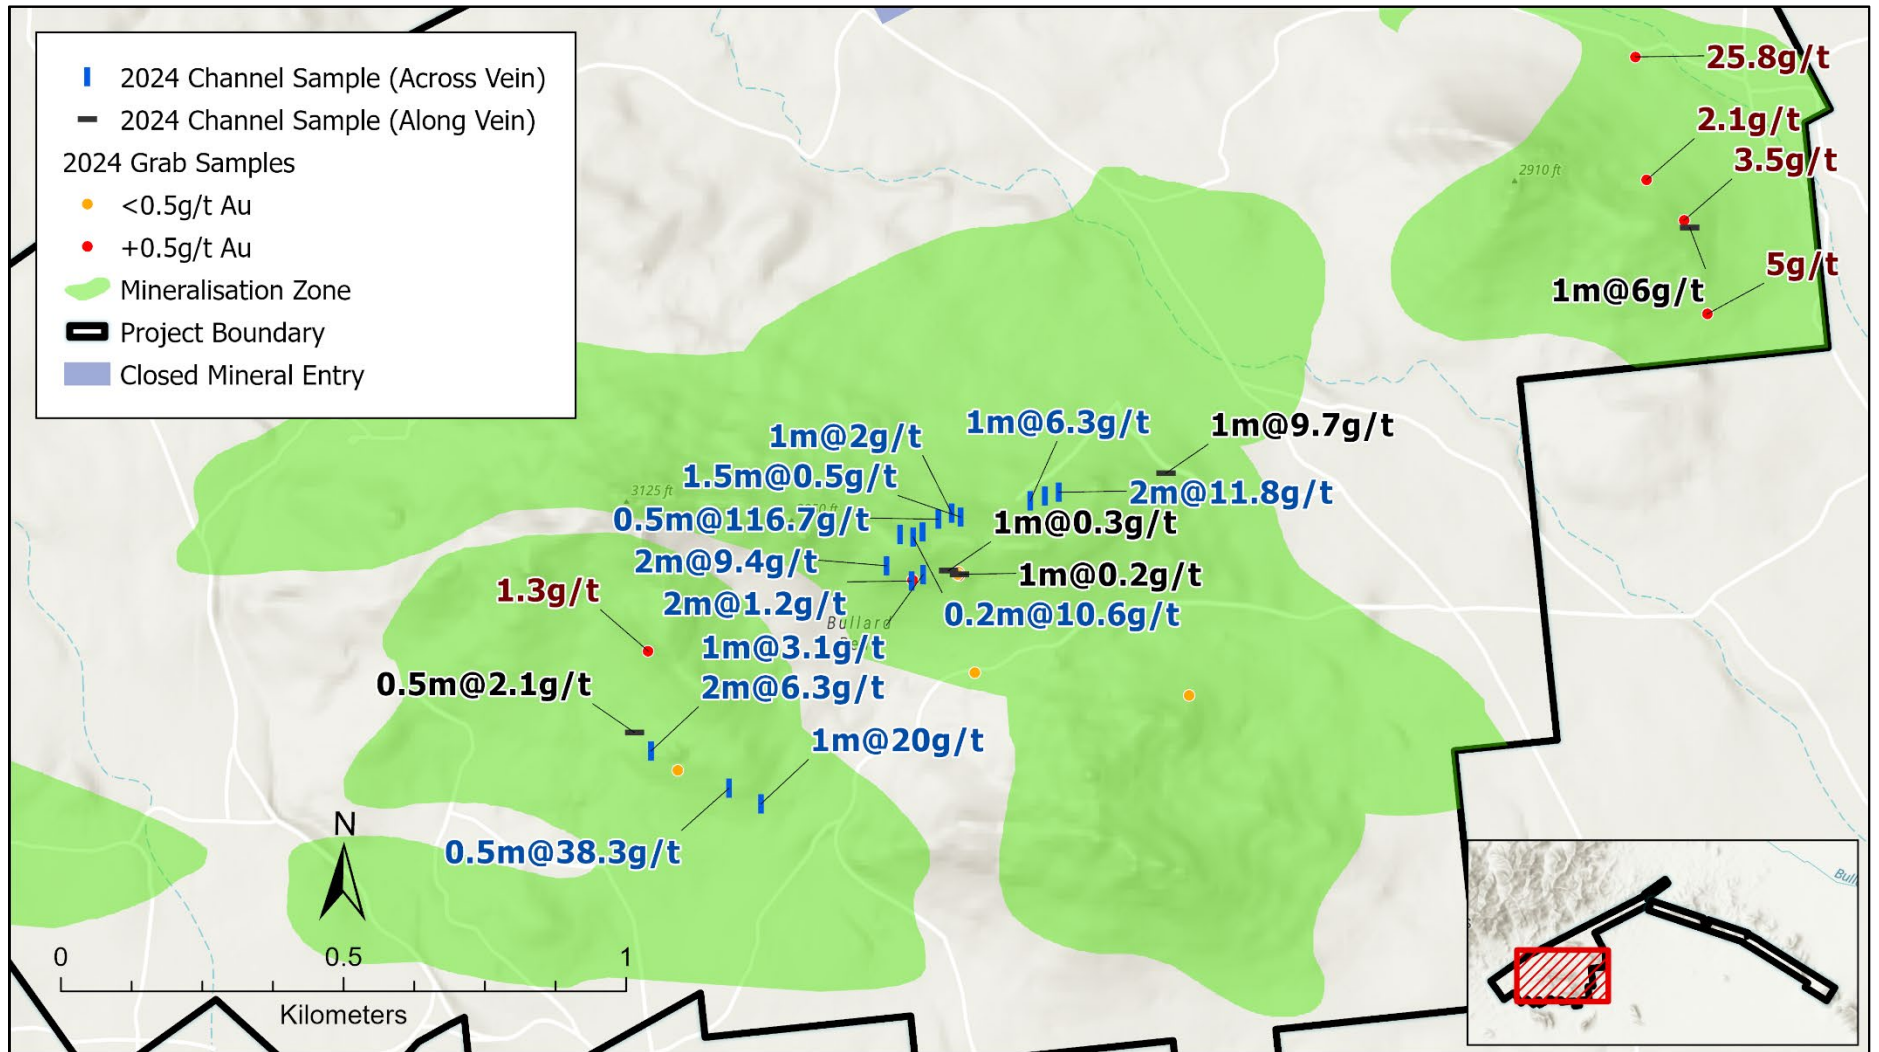 2024 Channel Sample (Across Vein)
2024 Channel Sample (Along Vein)
2024 Grab Samples
<0.5g/t Au
+0.5g/t Au
Mineralisation Zone
Project Boundary
Closed Mineral Entry
25.8g/t
2.1g/t
3.5g/t
2910 ft
5g/t
1m@6g/t
1m@6.3g/t
1m@9.7g/t
1m@2g/t
1.5m@0.5g/t
3125 ft
2m@11.8g/t
0.5m@116.7g/t
ft
1m@0.3g/t
2m@9.4g/t
1m@0.2g/t
1.3g/t
2m@1.2g/t
0.2m@10.6g/t
Bullard
1m@3.1g/t
0.5m@2.1g/t
2m@6.3g/t
1m@20g/t
0.5m@38.3g/t
N
0 0.5 1
Kilometers
Bull